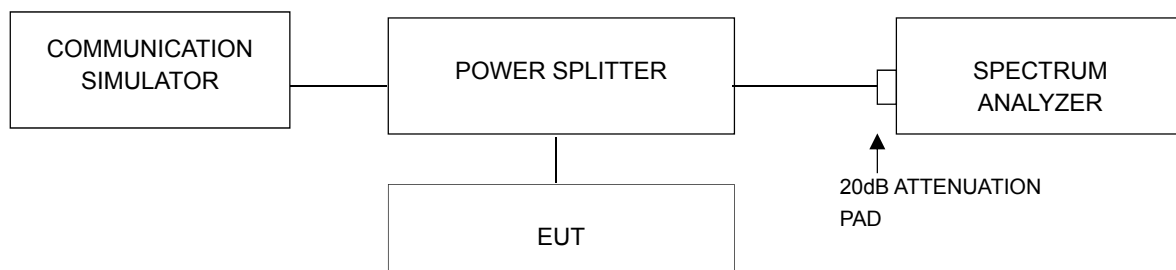 COMMUNICATION
SIMULATOR
POWER SPLITTER
SPECTRUM
ANALYZER
20dB ATTENUATION
PAD
EUT